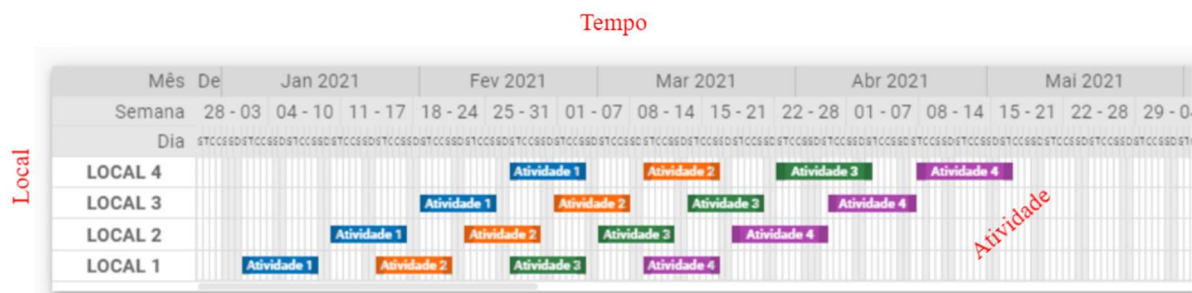 Tempo
Mês De Jan 2021 Fev 2021 Mar 2021 Abr 2021 Mai 2021
Semana 28 - 03 04 - 10 11 - 17 18 - 24 25 - 31 01 - 07 08 - 14 15 - 21 22 - 28 01 - 07 08 - 14 15 - 21 22 - 28 29 - 0
Dia
Local
LOCAL 4 Atividade 1 Atividade 2 Atividade 3 Atividade 4
LOCAL 3 Atividade 1 Atividade 2 Atividade 3 Atividade 4
LOCAL 2 Atividade 1 Atividade 2 Atividade 3 Atividade 4
LOCAL 1 Atividade 1 Atividade 2 Atividade 3 Atividade 4
Atividade